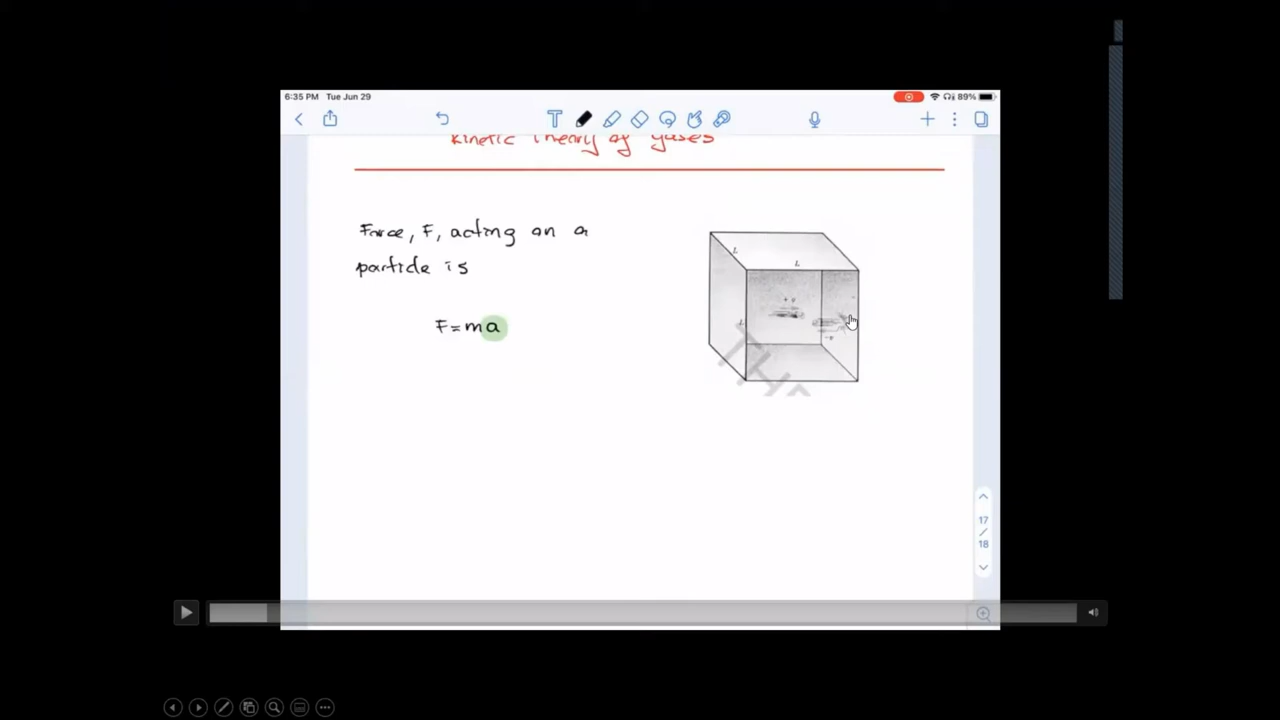 6:35 PM Tue Jun 29
89%
Kinetic Theory of gases
Force, F, acting on a
particle is
F = ma
L
L
L
+v
-v
THE
17
/
18